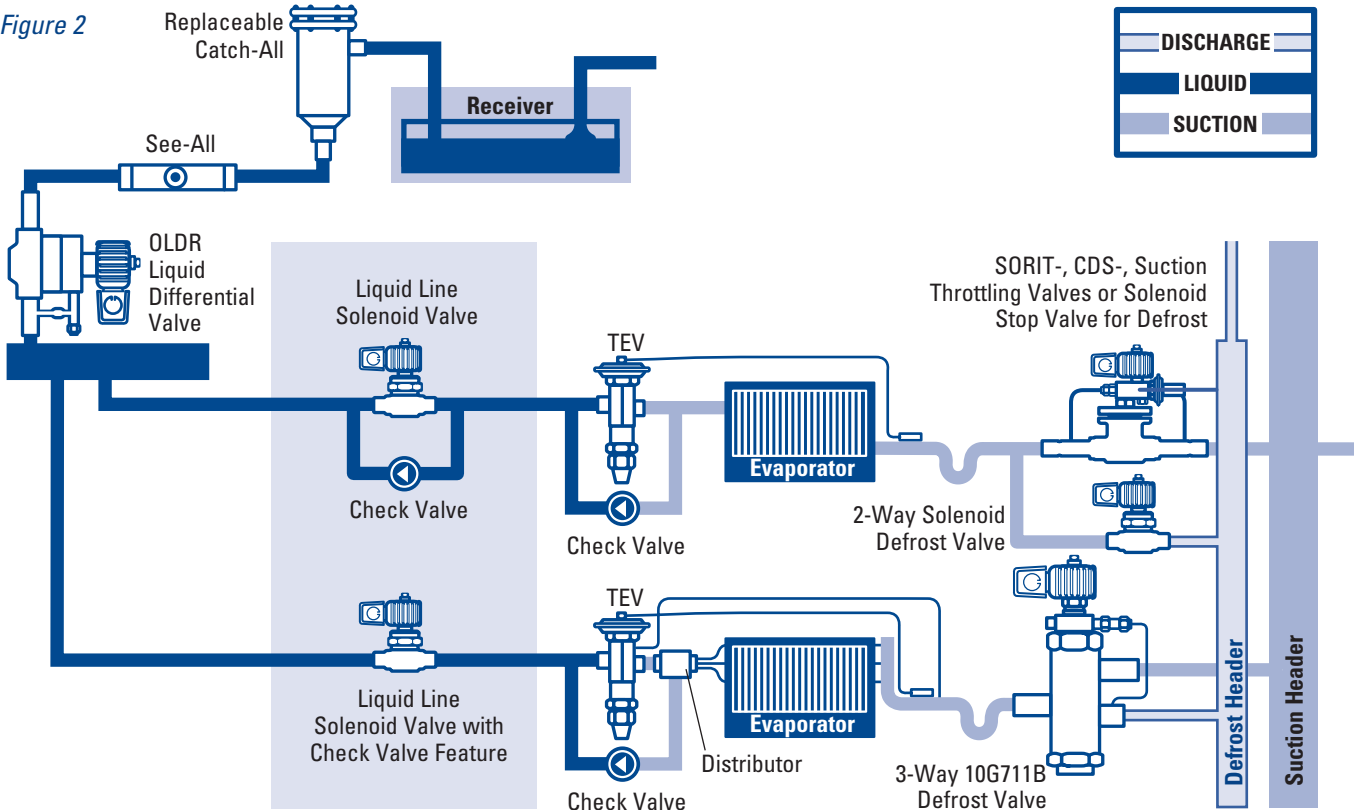 Figure 2
Replaceable
Catch-All
Receiver
DISCHARGE
LIQUID
SUCTION
See-All
OLDR
Liquid
Differential
Valve
Liquid Line
Solenoid Valve
TEV
SORIT-, CDS-, Suction
Throttling Valves or Solenoid
Stop Valve for Defrost
Evaporator
Check Valve
Check Valve
2-Way Solenoid
Defrost Valve
TEV
Liquid Line
Solenoid Valve with
Check Valve Feature
Evaporator
Distributor
Check Valve
3-Way 10G711B
Defrost Valve
Defrost Header
Suction Header